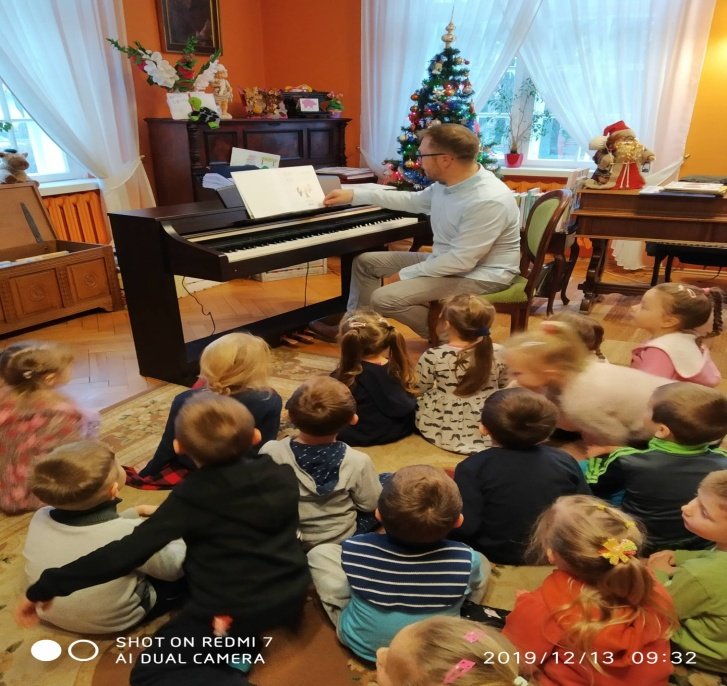 SHOT ON REDMI 7
AI DUAL CAMERA
2019/12/13 09:32